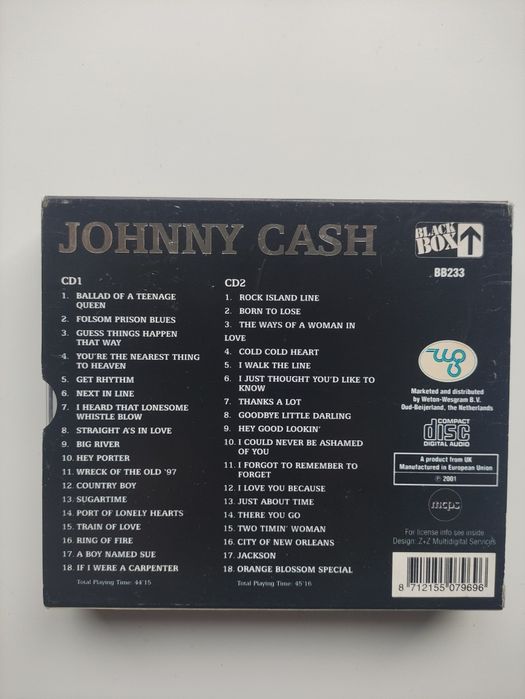 JOHNNY CASH
BLACK
BOX
BB233
CD1
1. BALLAD OF A TEENAGE
QUEEN
2. FOLSOM PRISON BLUES
3. GUESS THINGS HAPPEN
THAT WAY
4. YOU'RE THE NEAREST THING
TO HEAVEN
5. GET RHYTHM
6. NEXT IN LINE
7. I HEARD THAT LONESOME
WHISTLE BLOW
8. STRAIGHT A'S IN LOVE
9. BIG RIVER
10. HEY PORTER
11. WRECK OF THE OLD '97
12. COUNTRY BOY
13. SUGARTIME
14. PORT OF LONELY HEARTS
15. TRAIN OF LOVE
16. RING OF FIRE
17. A BOY NAMED SUE
18. IF I WERE A CARPENTER
Total Playing Time: 44'15
CD2
1. ROCK ISLAND LINE
2. BORN TO LOSE
3. THE WAYS OF A WOMAN IN
LOVE
4. COLD COLD HEART
5. I WALK THE LINE
6. I JUST THOUGHT YOU'D LIKE TO
KNOW
7. THANKS A LOT
8. GOODBYE LITTLE DARLING
9. HEY GOOD LOOKIN'
10. I COULD NEVER BE ASHAMED
OF YOU
11. I FORGOT TO REMEMBER TO
FORGET
12. I LOVE YOU BECAUSE
13. JUST ABOUT TIME
14. THERE YOU GO
15. TWO TIMIN' WOMAN
16. CITY OF NEW ORLEANS
17. JACKSON
18. ORANGE BLOSSOM SPECIAL
Total Playing Time: 45'16
Marketed and distributed
by Weton-Wesgram B.V.
Oud-Beijerland, the Netherlands
COMPACT
disc
DIGITAL AUDIO
A product from UK
Manufactured in European Union
℗ 2001
mcps
For license info see inside
Design: Z+Z Multidigital Services
8 712155 079696